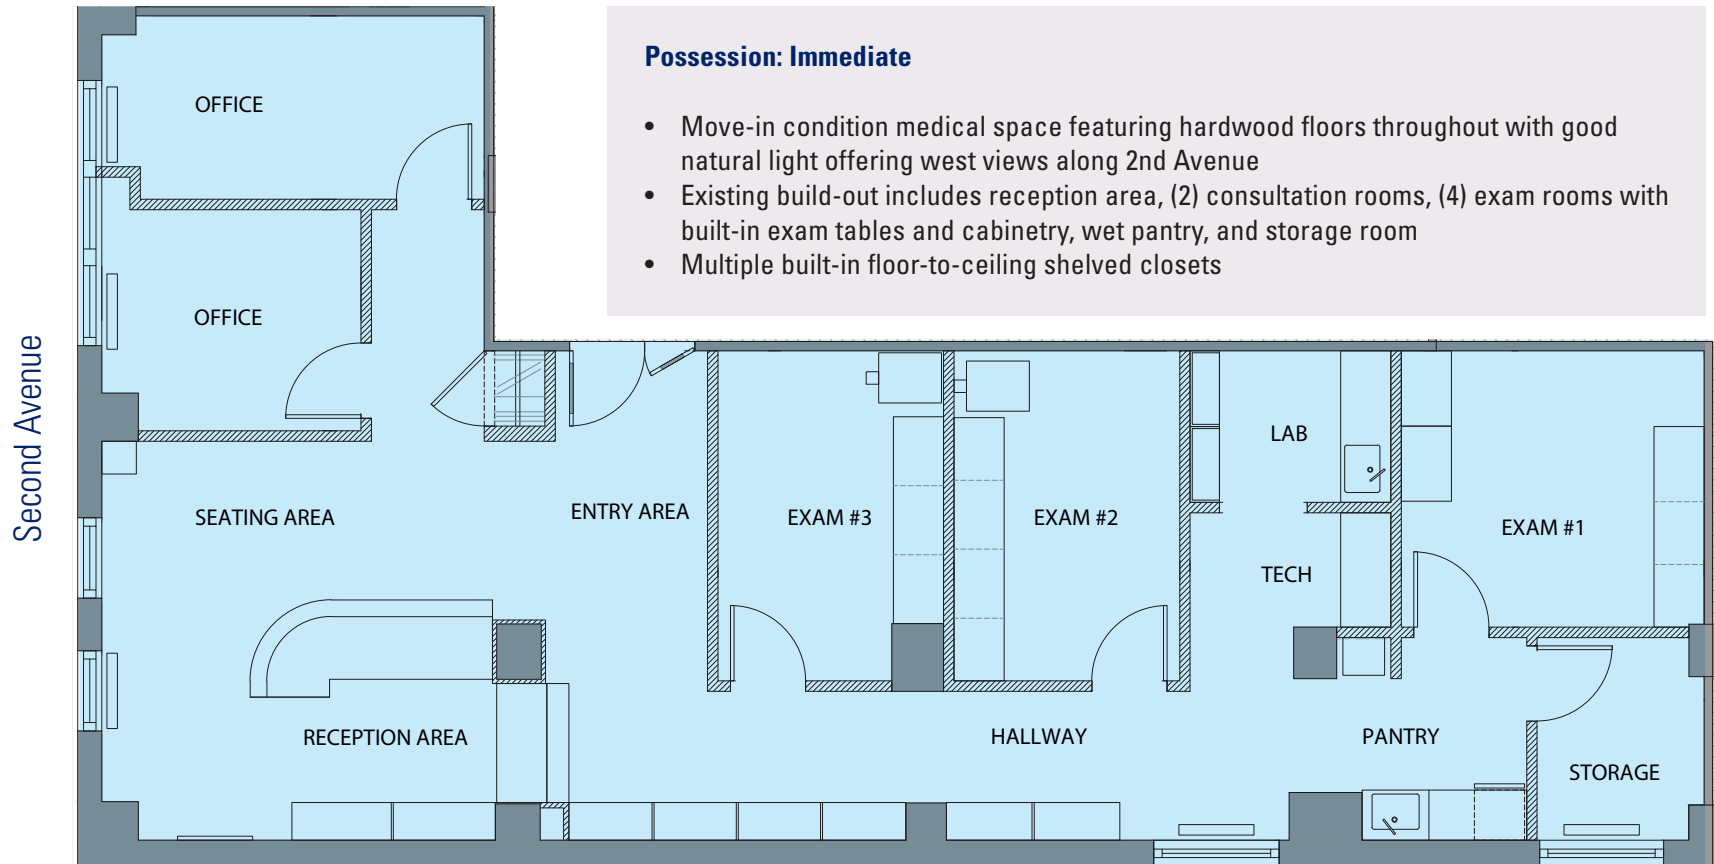 Possession: Immediate
• Move-in condition medical space featuring hardwood floors throughout with good
natural light offering west views along 2nd Avenue
• Existing build-out includes reception area, (2) consultation rooms, (4) exam rooms with
built-in exam tables and cabinetry, wet pantry, and storage room
• Multiple built-in floor-to-ceiling shelved closets
Second Avenue
OFFICE
OFFICE
SEATING AREA
ENTRY AREA
EXAM #3
EXAM #2
LAB
TECH
EXAM #1
RECEPTION AREA
HALLWAY
PANTRY
STORAGE